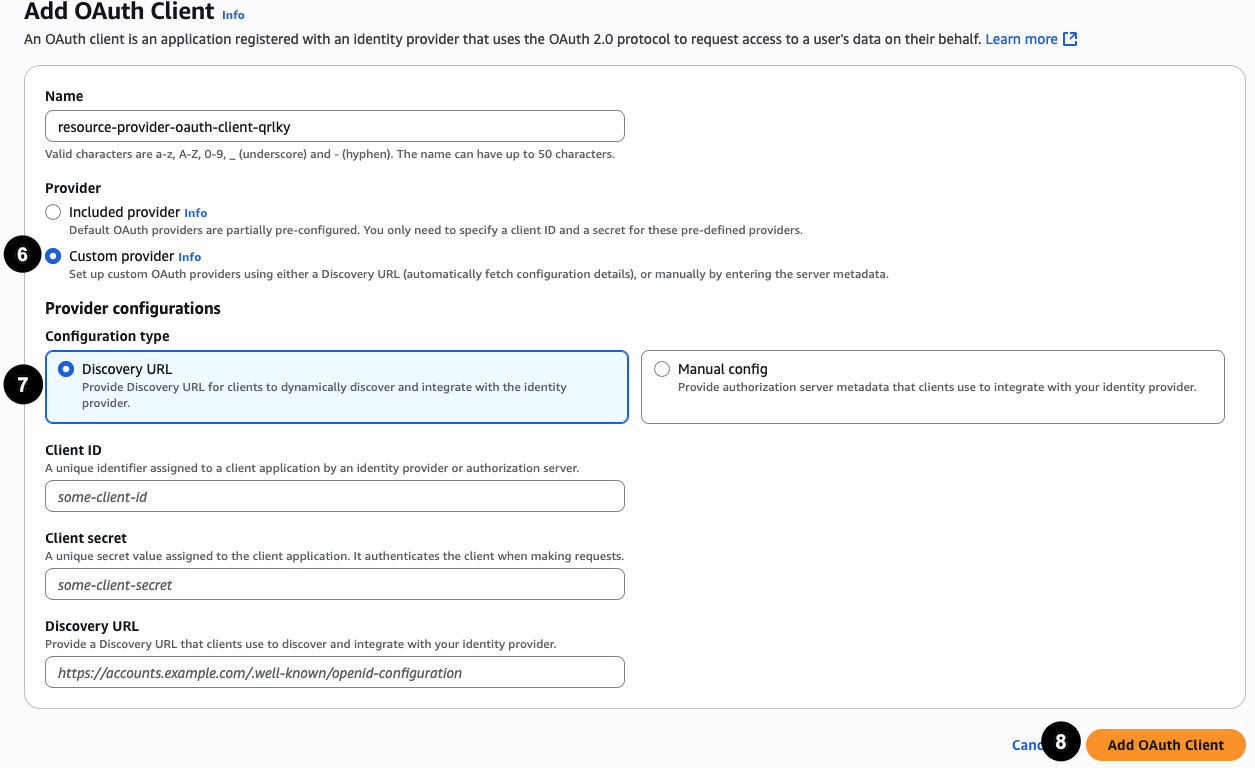 Add OAuth Client Info
An OAuth client is an application registered with an identity provider that uses the OAuth 2.0 protocol to request access to a user's data on their behalf. Learn more
Name
resource-provider-oauth-client-qrlky
Valid characters are a-z, A-Z, 0-9, _ (underscore) and - (hyphen). The name can have up to 50 characters.
Provider
Included provider Info
Default OAuth providers are partially pre-configured. You only need to specify a client ID and a secret for these pre-defined providers.
6 Custom provider Info
Set up custom OAuth providers using either a Discovery URL (automatically fetch configuration details), or manually by entering the server metadata.
Provider configurations
Configuration type
7
Discovery URL
Provide Discovery URL for clients to dynamically discover and integrate with the identity
provider.
Manual config
Provide authorization server metadata that clients use to integrate with your identity provider.
Client ID
A unique identifier assigned to a client application by an identity provider or authorization server.
some-client-id
Client secret
A unique secret value assigned to the client application. It authenticates the client when making requests.
some-client-secret
Discovery URL
Provide a Discovery URL that clients use to discover and integrate with your identity provider.
https://accounts.example.com/.well-known/openid-configuration
8 Add OAuth Client